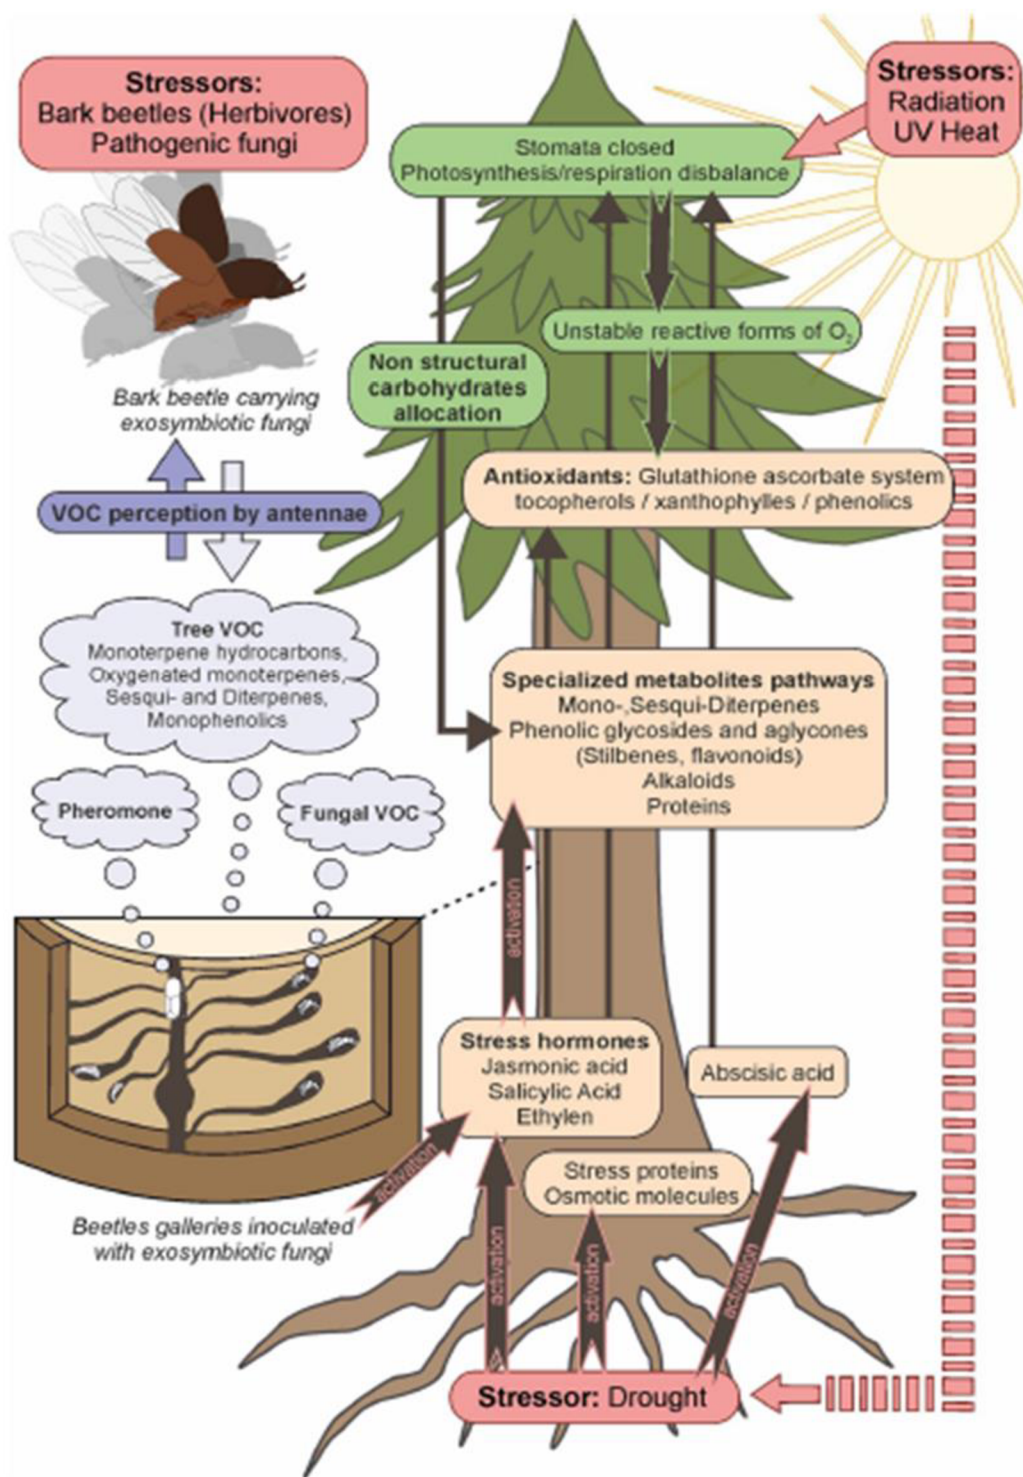 Stressors:
Bark beetles (Herbivores)
Pathogenic fungi
Stressors:
Radiation
UV Heat
Stomata closed
Photosynthesis/respiration disbalance
Unstable reactive forms of O₂
Non structural
carbohydrates
allocation
Bark beetle carrying
exosymbiotic fungi
Antioxidants: Glutathione ascorbate system
tocopherols / xanthophylles / phenolics
VOC perception by antennae
Tree VOC
Monoterpene hydrocarbons,
Oxygenated monoterpenes,
Sesqui- and Diterpenes,
Monophenolics
Specialized metabolites pathways
Mono-,Sesqui-Diterpenes
Phenolic glycosides and aglycones
(Stilbenes, flavonoids)
Alkaloids
Proteins
Pheromone
Fungal VOC
activation
Stress hormones
Jasmonic acid
Salicylic Acid
Ethylen
Abscisic acid
activation
Stress proteins
Osmotic molecules
Beetles galleries inoculated
with exosymbiotic fungi
activation
activation
activation
Stressor: Drought